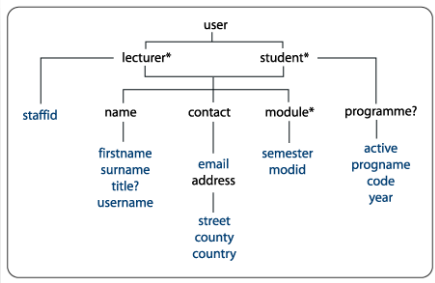 user
lecturer* student*
staffid name contact module* programme?
firstname
surname
title?
username
email
address
street
county
country
semester
modid
active
progname
code
year